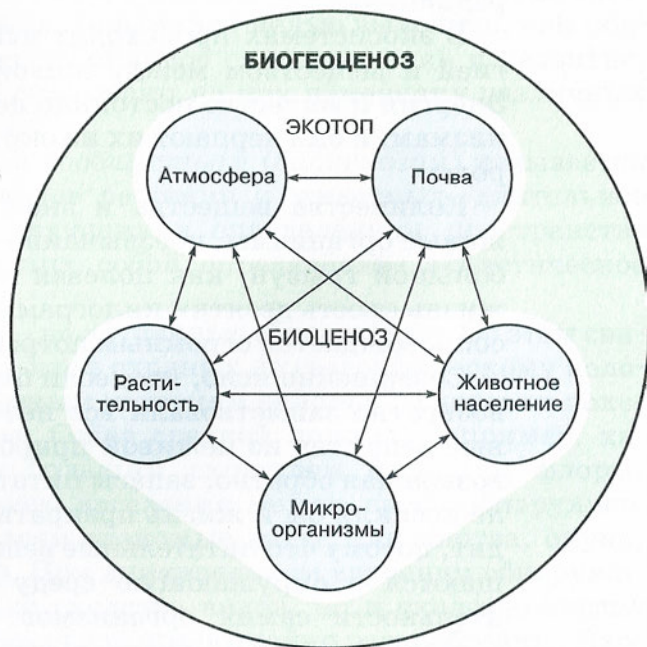 БИОГЕОЦЕНОЗ
ЭКОТОП
Атмосфера
Почва
БИОЦЕНОЗ
Расти-
тельность
Животное
население
Микро-
организмы